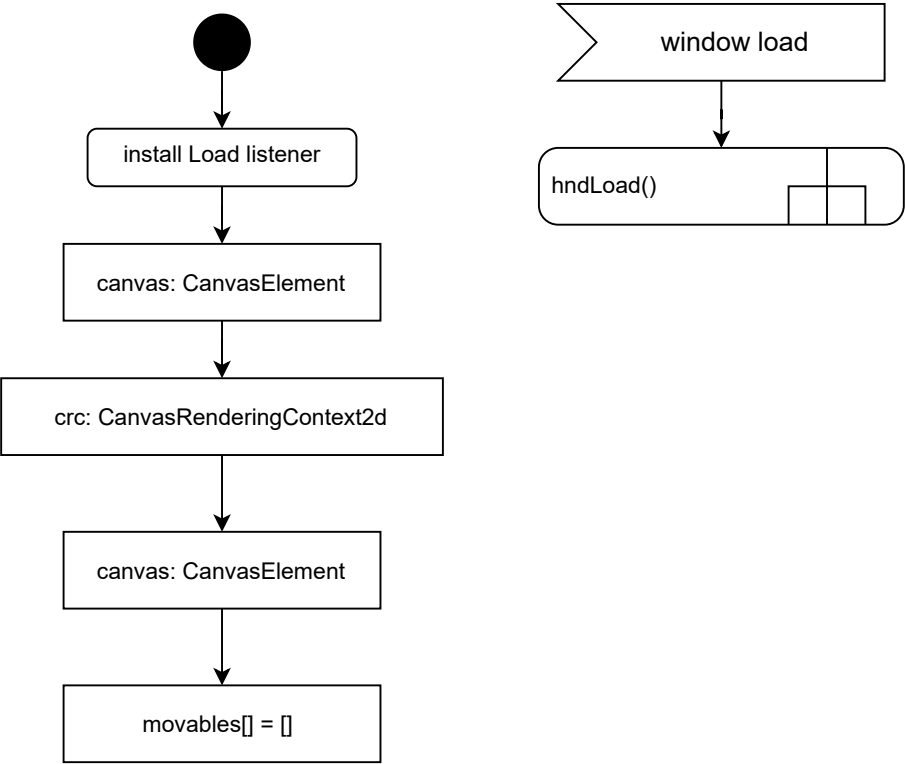 install Load listener
canvas: CanvasElement
crc: CanvasRenderingContext2d
canvas: CanvasElement
movables[] = []
window load
hndLoad()